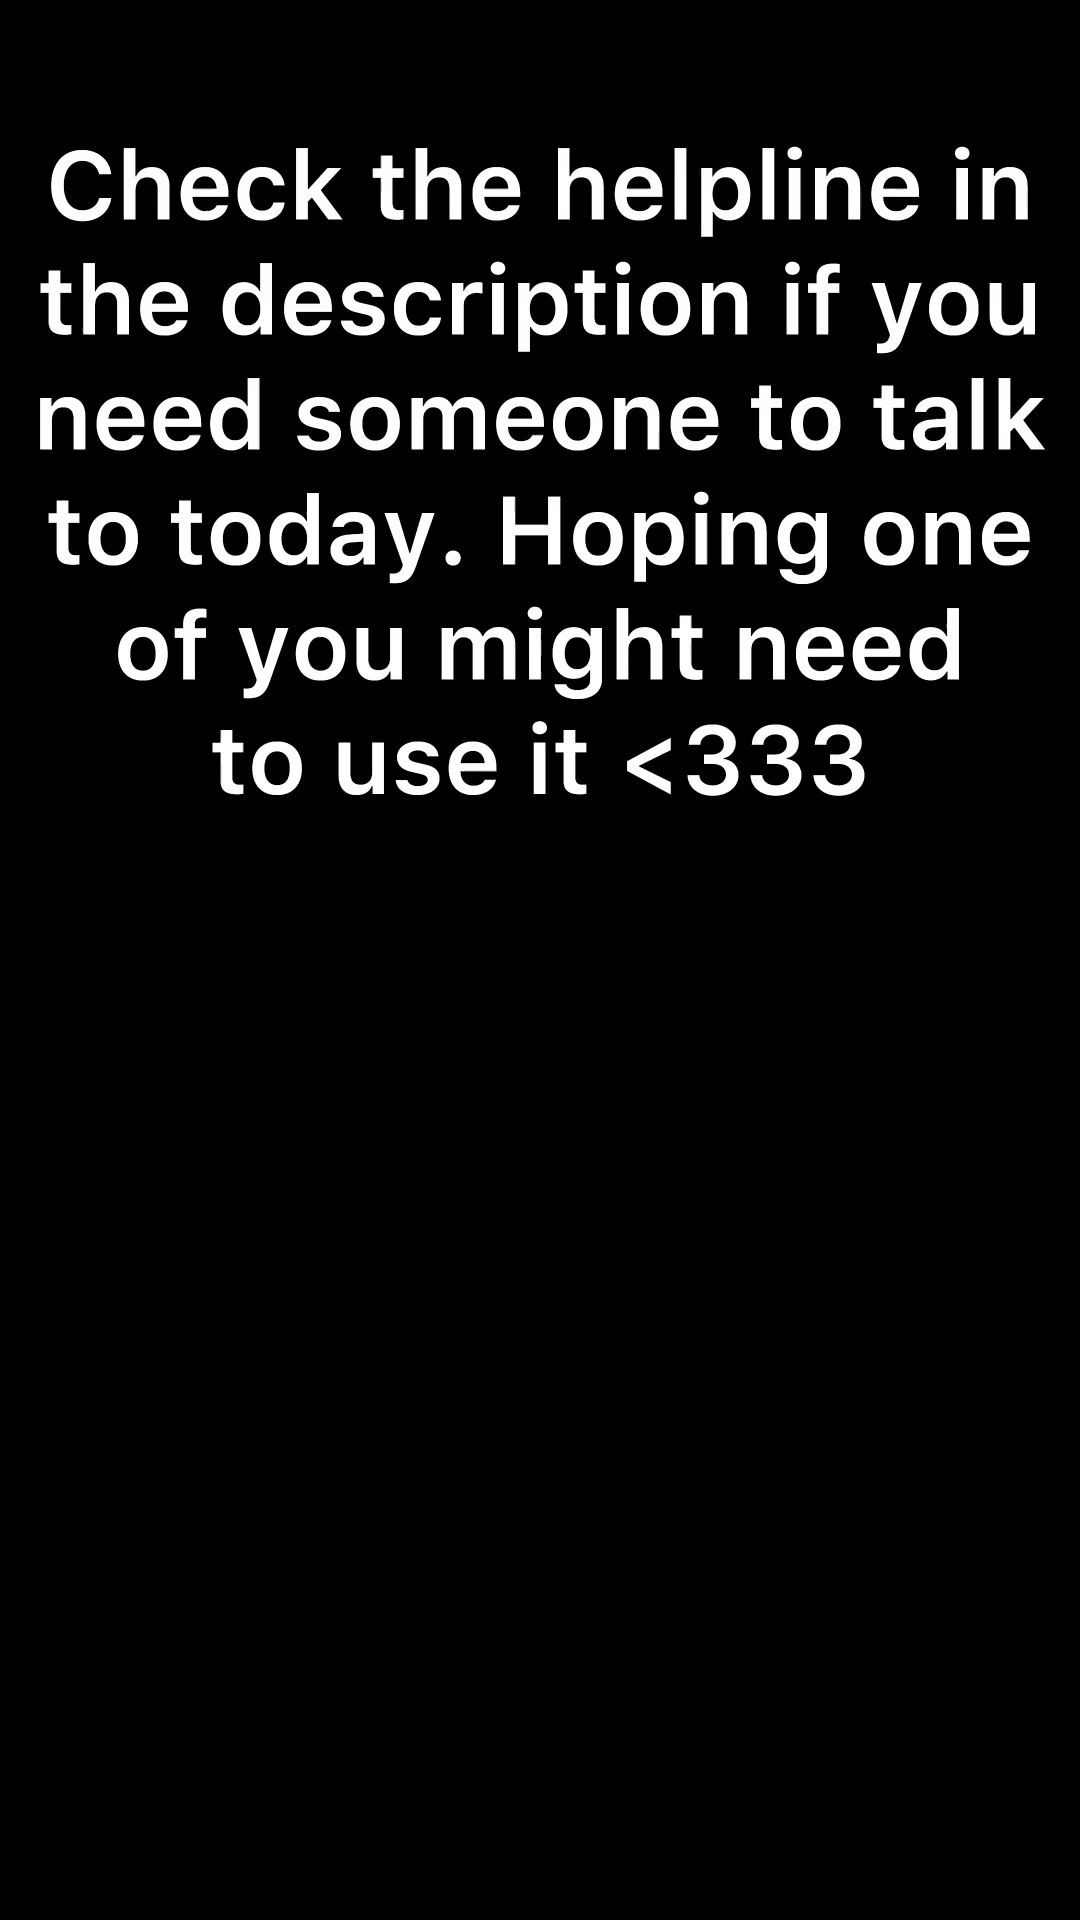 Check the helpline in
the description if you
need someone to talk
to today. Hoping one
of you might need
to use it <333